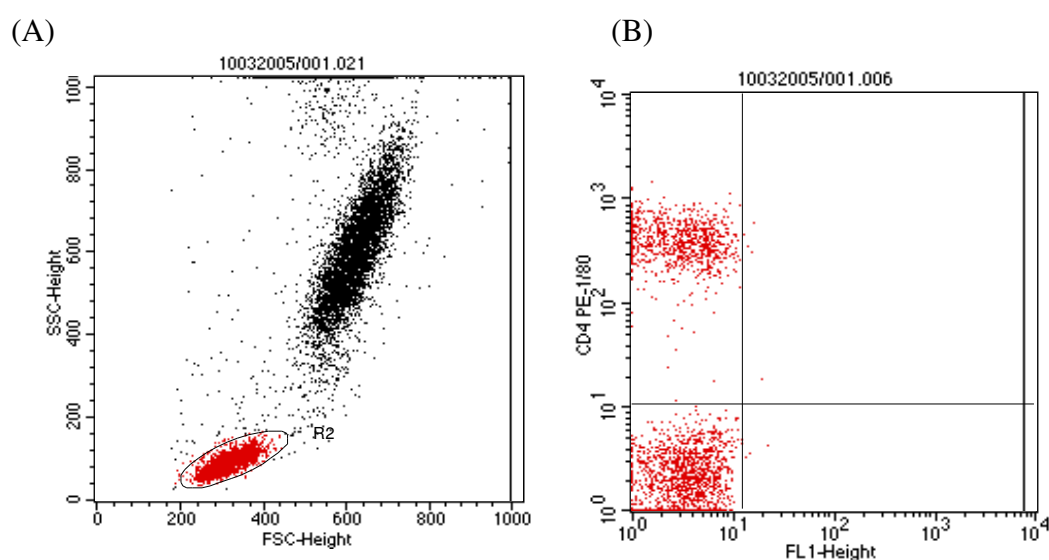 (A)
(B)
10032005/001.021
SSC-Height
0 200 400 600 800 100
R2
0 200 400 600 800 1000
FSC-Height
10032005/001.006
CD4 PE-1/80
10^0 10^1 10^2 10^3 10^4
10^0 10^1 10^2 10^3 10^4
FL1-Height